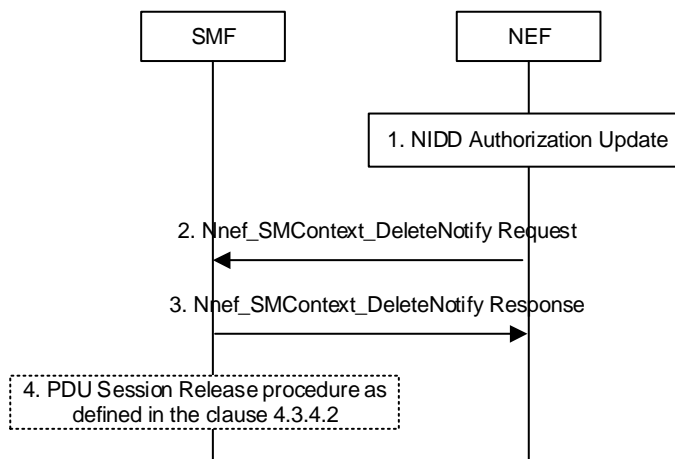 SMF
NEF
1. NIDD Authorization Update
2. Nnef_SMContext_DeleteNotify Request
3. Nnef_SMContext_DeleteNotify Response
4. PDU Session Release procedure as
defined in the clause 4.3.4.2